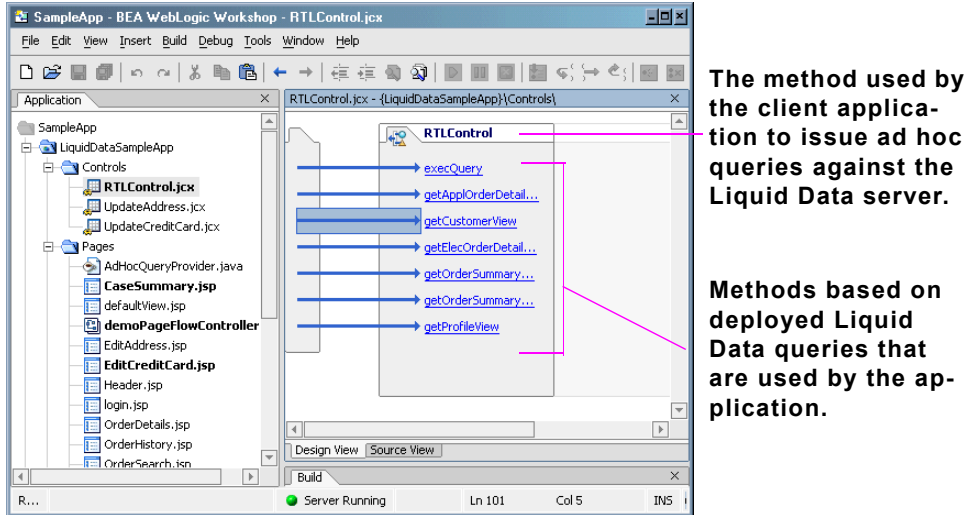 SampleApp - BEA WebLogic Workshop - RTLControl.jcx
File Edit View Insert Build Debug Tools Window Help
Application
SampleApp
LiquidDataSampleApp
Controls
RTLControl.jcx
UpdateAddress.jcx
UpdateCreditCard.jcx
Pages
AdHocQueryProvider.java
CaseSummary.jsp
defaultView.jsp
demoPageFlowController
EditAddress.jsp
EditCreditCard.jsp
Header.jsp
login.jsp
OrderDetails.jsp
OrderHistory.jsp
OrderSearch.jsp
RTLControl.jcx - {LiquidDataSampleApp}\Controls\
RTLControl
execQuery
getApplOrderDetail...
getCustomerView
getElecOrderDetail...
getOrderSummary...
getOrderSummary...
getProfileView
Design View Source View
Build
R...
Server Running Ln 101 Col 5 INS
The method used by
the client applica-
tion to issue ad hoc
queries against the
Liquid Data server.
Methods based on
deployed Liquid
Data queries that
are used by the ap-
plication.